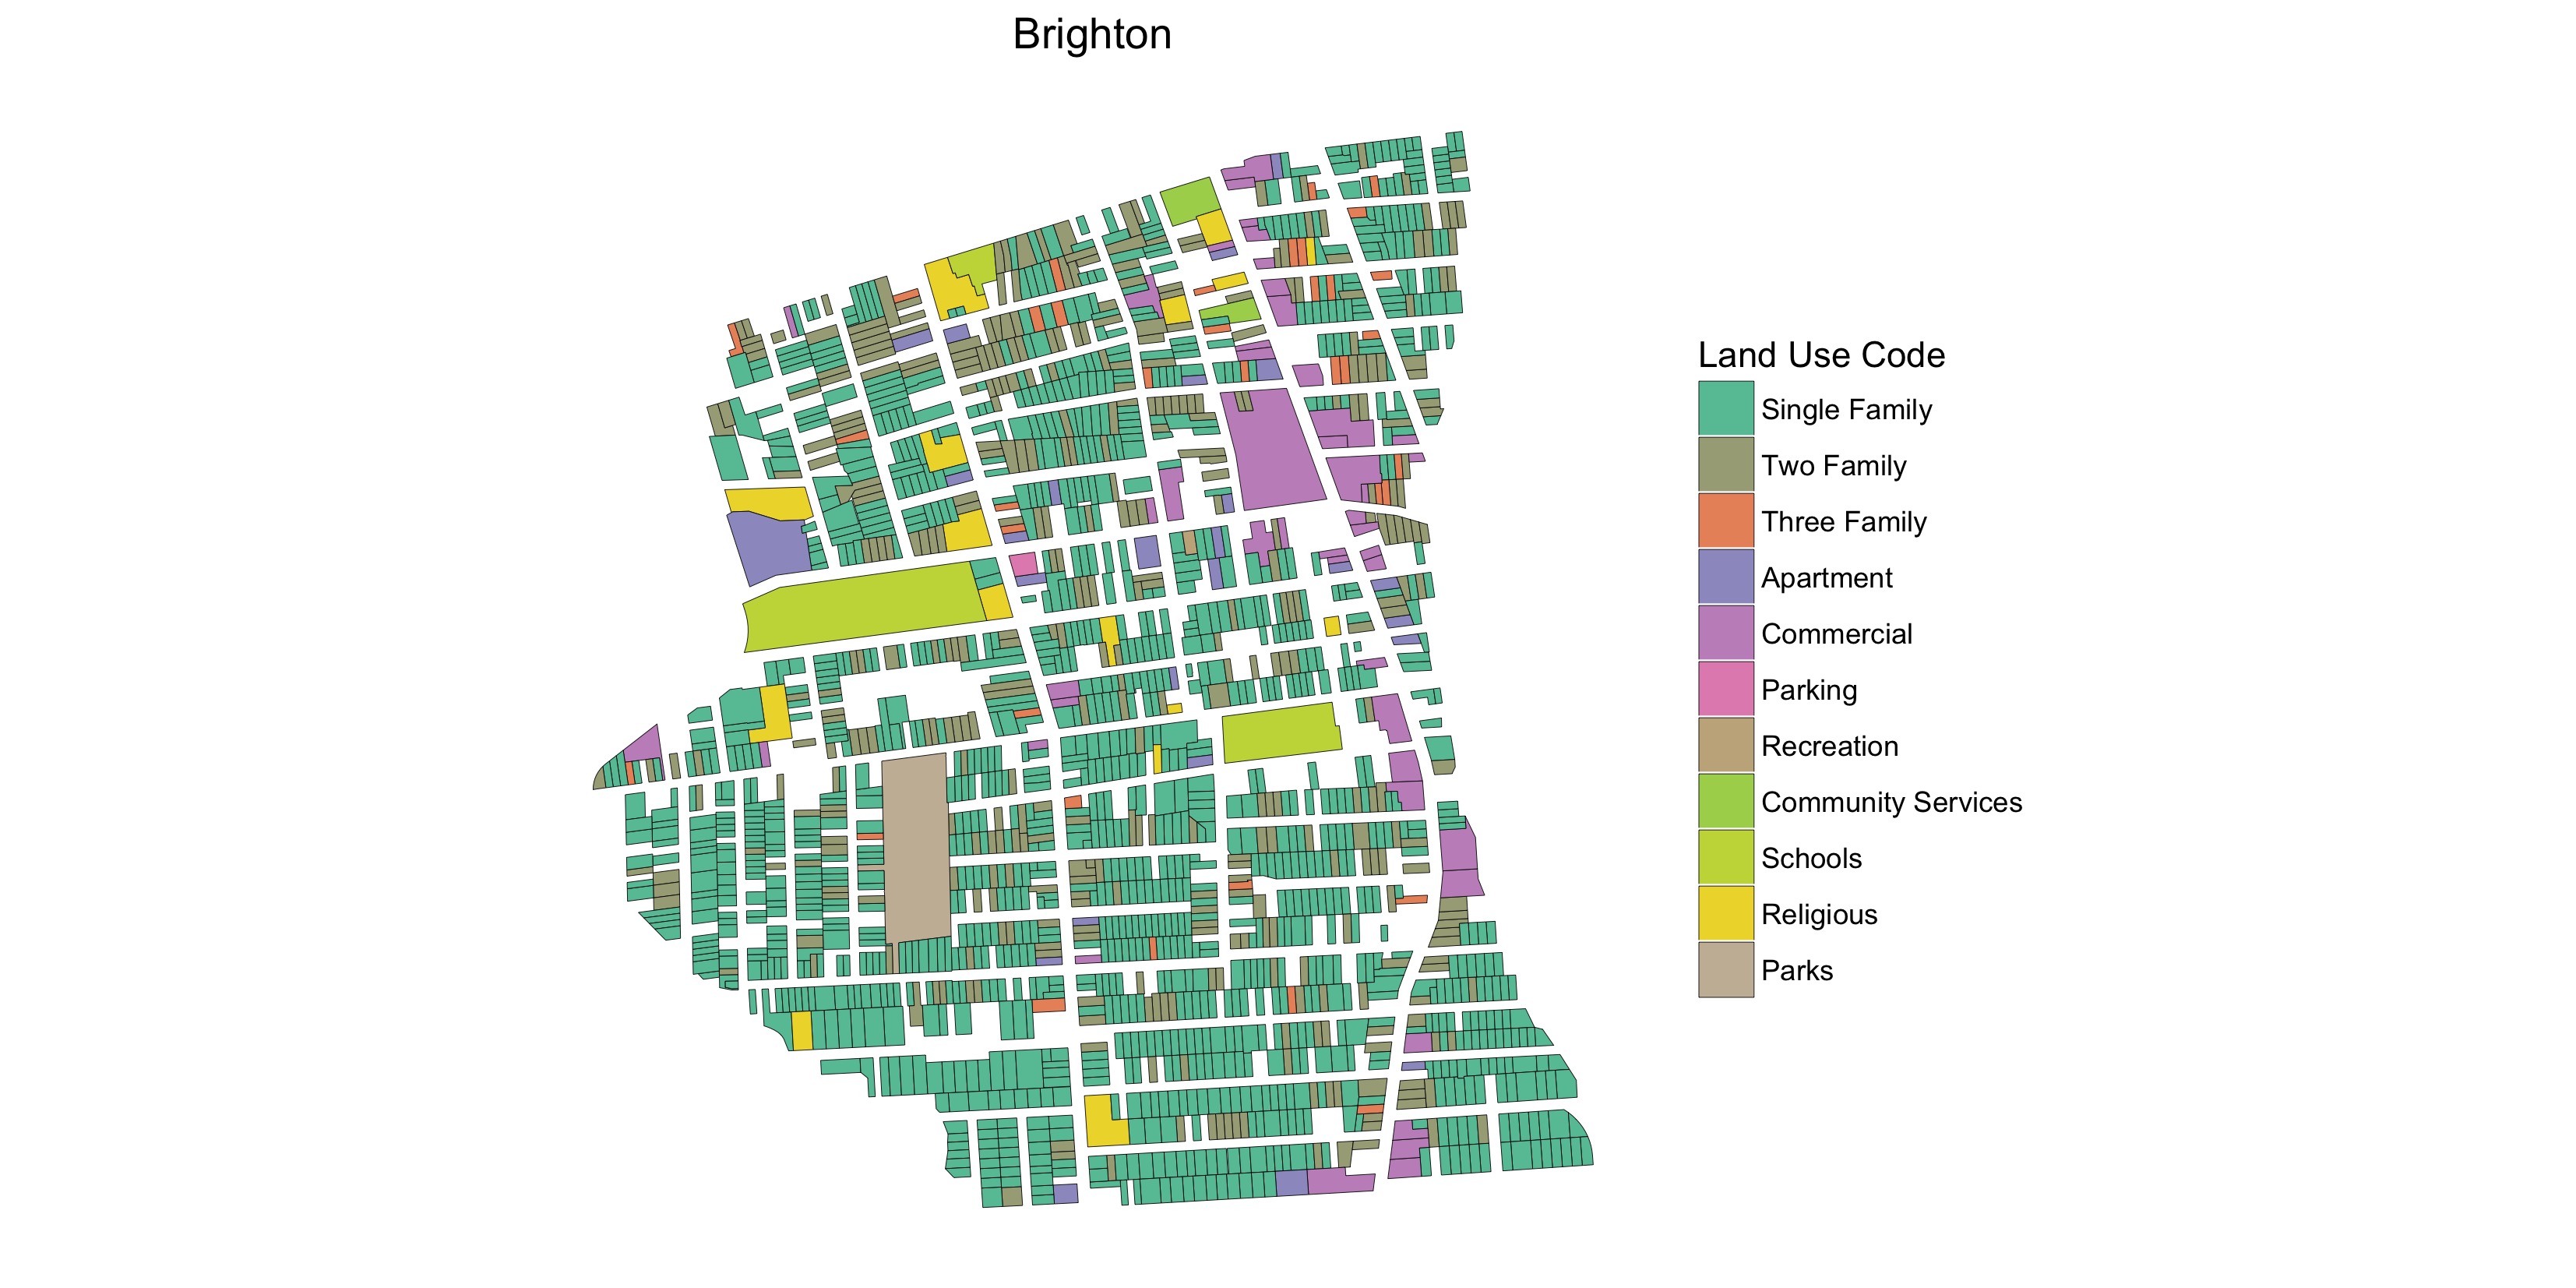 Brighton
Land Use Code
Single Family
Two Family
Three Family
Apartment
Commercial
Parking
Recreation
Community Services
Schools
Religious
Parks